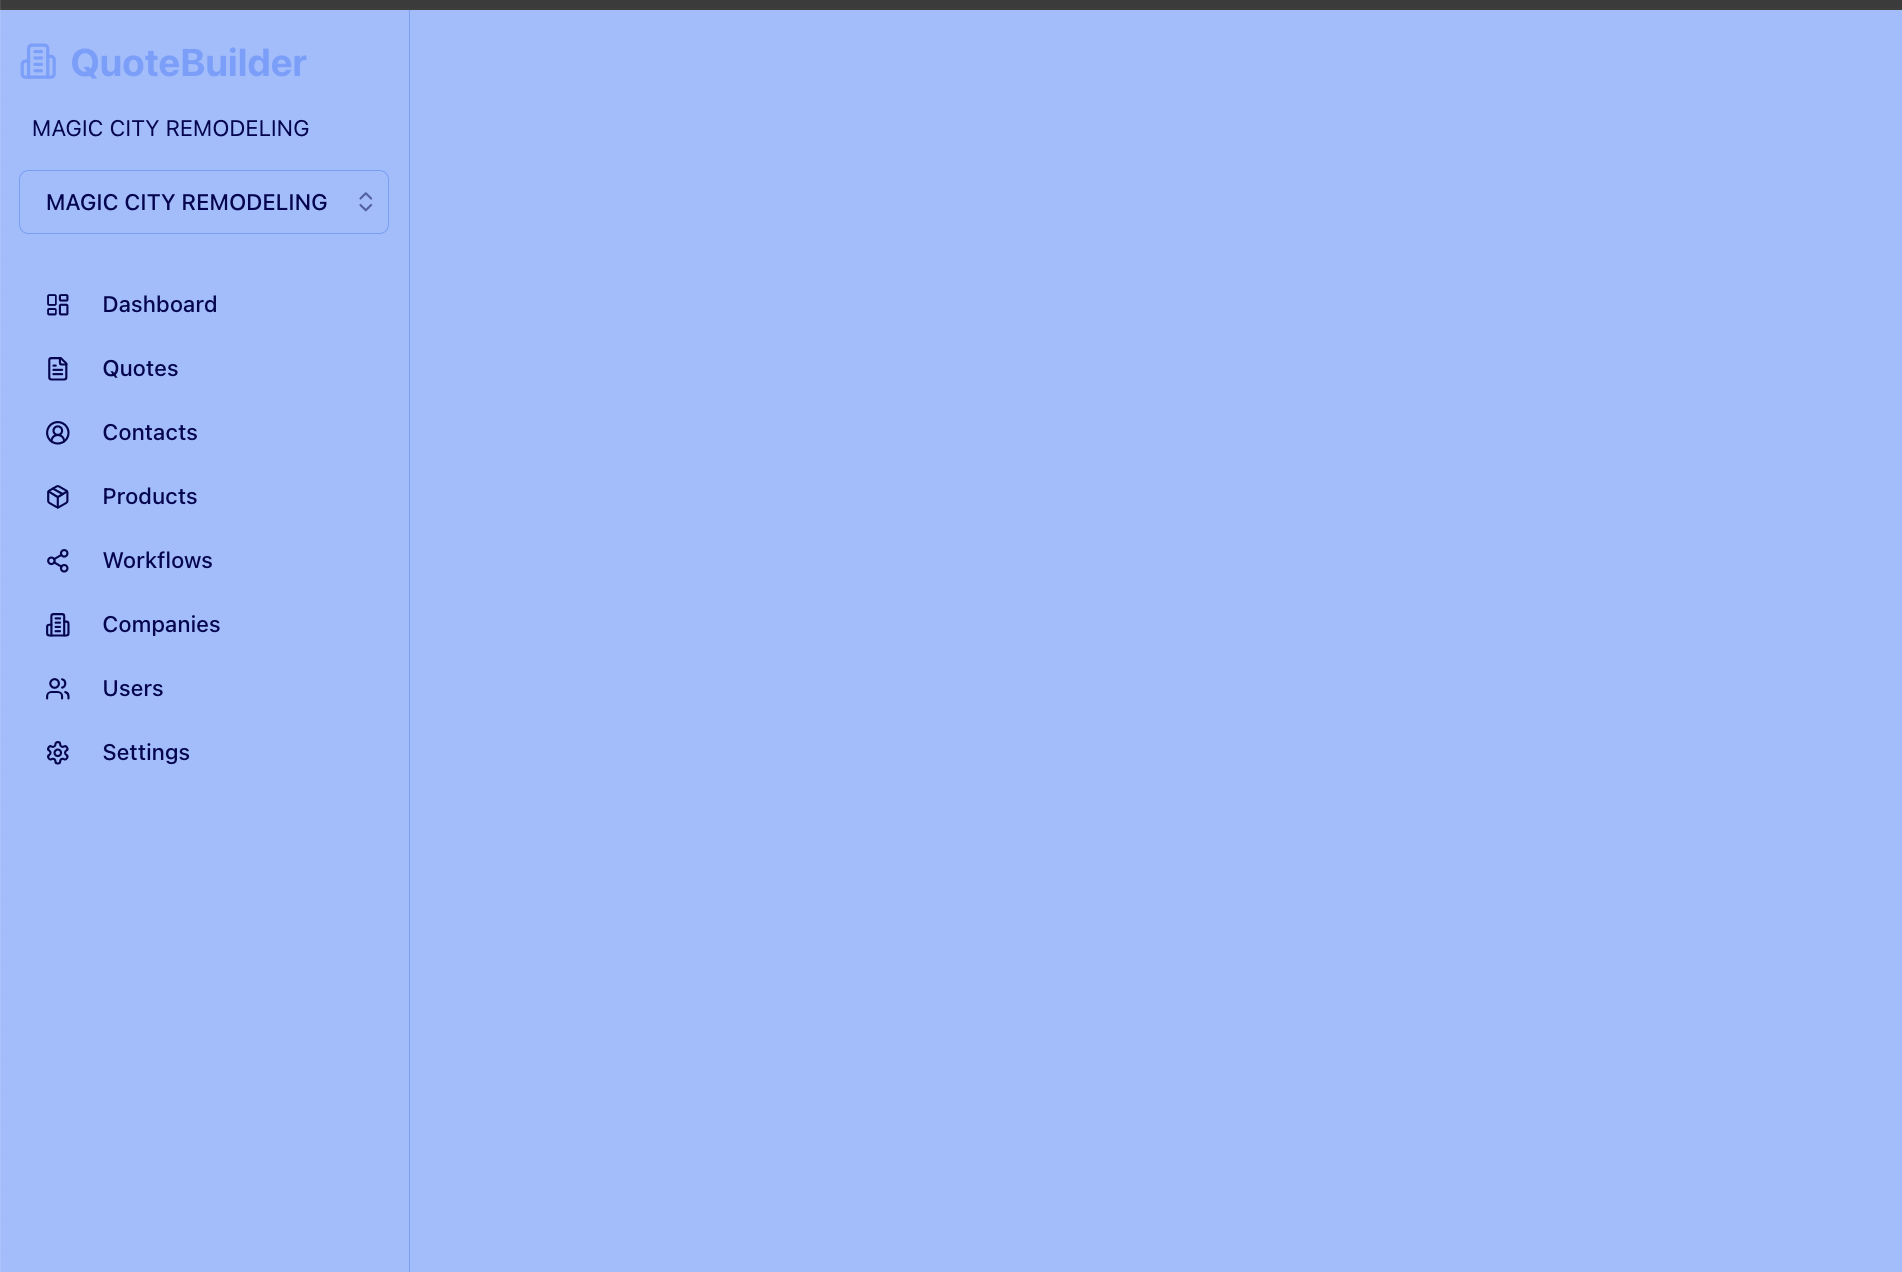 QuoteBuilder
MAGIC CITY REMODELING
MAGIC CITY REMODELING
Dashboard
Quotes
Contacts
Products
Workflows
Companies
Users
Settings